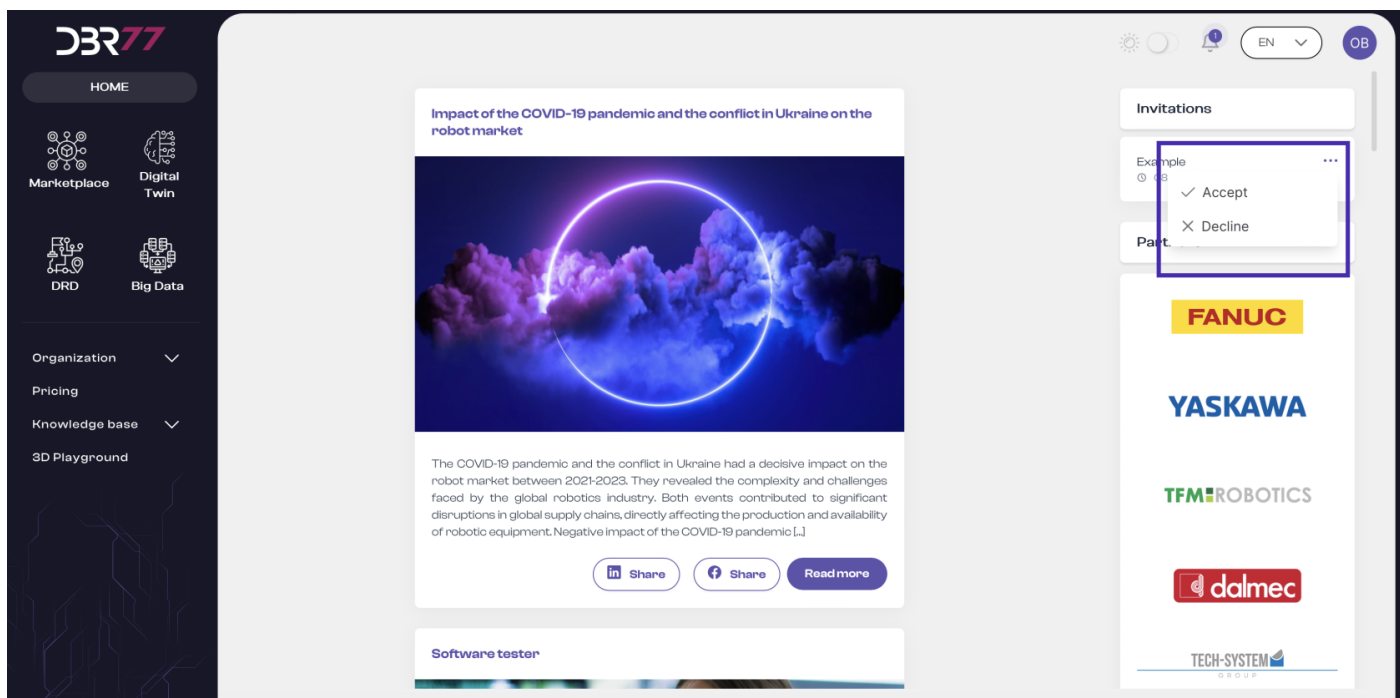 DBR77
HOME
Marketplace
Digital
Twin
DRD
Big Data
Organization
Pricing
Knowledge base
3D Playground
1
EN
OB
Impact of the COVID-19 pandemic and the conflict in Ukraine on the
robot market
The COVID-19 pandemic and the conflict in Ukraine had a decisive impact on the
robot market between 2021-2023. They revealed the complexity and challenges
faced by the global robotics industry. Both events contributed to significant
disruptions in global supply chains, directly affecting the production and availability
of robotic equipment. Negative impact of the COVID-19 pandemic [...]
in Share
Share
Read more
Software tester
Invitations
Example
08
Accept
Decline
Part
FANUC
YASKAWA
TFM ROBOTICS
dalmec
TECH-SYSTEM
GROUP